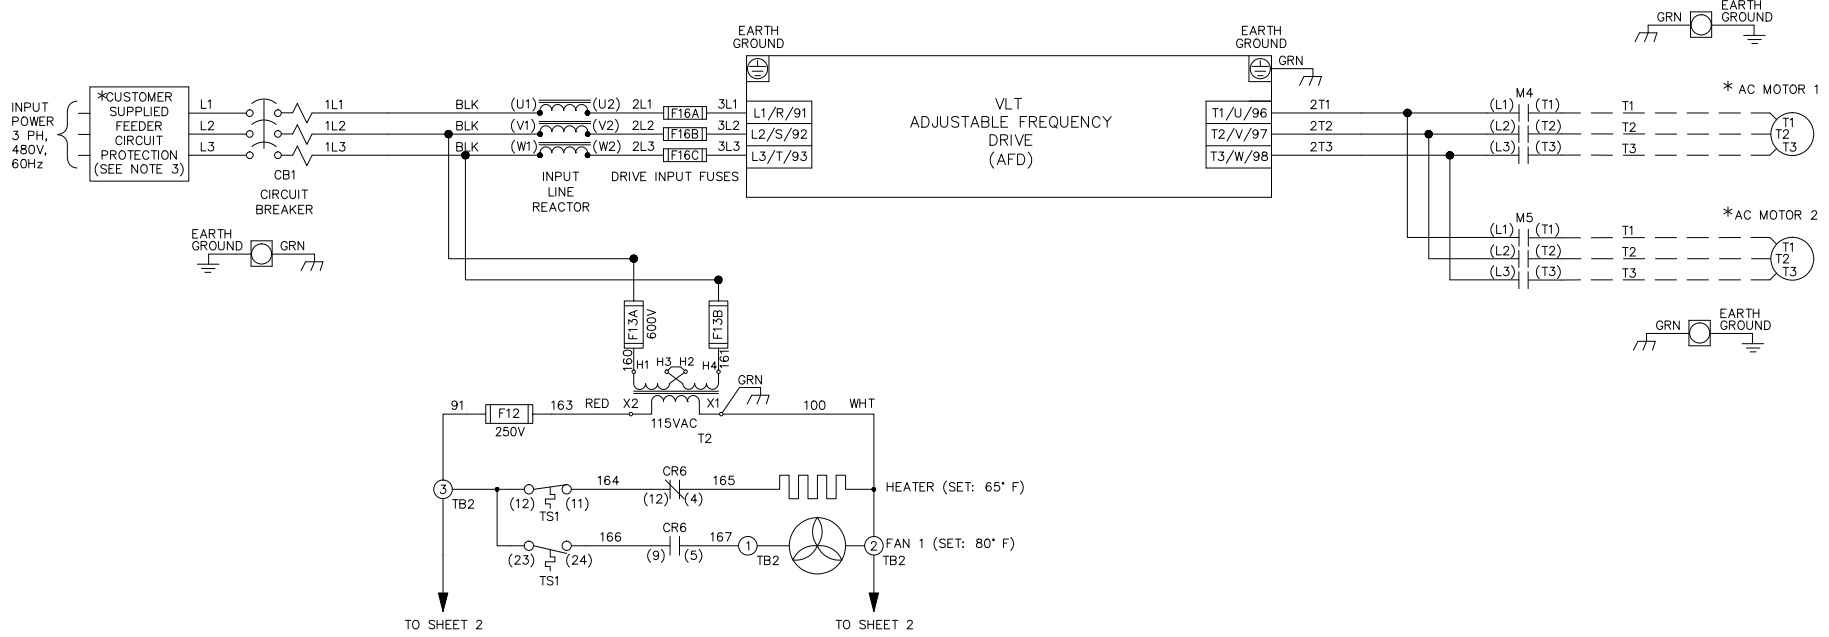 INPUT
POWER
3 PH,
480V,
60Hz
*CUSTOMER
SUPPLIED
FEEDER
CIRCUIT
PROTECTION
(SEE NOTE 3)
L1
L2
L3
CB1
CIRCUIT
BREAKER
1L1
1L2
1L3
BLK
BLK
BLK
(U1) (U2)
(V1) (V2)
(W1) (W2)
INPUT
LINE
REACTOR
2L1 F16A 3L1
2L2 F16B 3L2
2L3 F16C 3L3
DRIVE INPUT FUSES
EARTH
GROUND
L1/R/91
L2/S/92
L3/T/93
VLT
ADJUSTABLE FREQUENCY
DRIVE
(AFD)
EARTH
GROUND
GRN
T1/U/96
T2/V/97
T3/W/98
2T1
2T2
2T3
GRN
EARTH
GROUND
M4
(L1) (T1) T1
(L2) (T2) T2
(L3) (T3) T3
* AC MOTOR 1
T1
T2
T3
M5
(L1) (T1) T1
(L2) (T2) T2
(L3) (T3) T3
*AC MOTOR 2
T1
T2
T3
GRN
EARTH
GROUND
EARTH
GROUND
GRN
F13A
600V
F13B
160
161
H1 H3 H2 H4
GRN
91 F12 163 RED X2 X1 100 WHT
250V
115VAC
T2
3
TB2
(12) (11)
TS1
164
CR6
(12) (4)
165
HEATER (SET: 65° F)
(23) (24)
TS1
166
CR6
(9) (5)
167
1
TB2
2
TB2
FAN 1 (SET: 80° F)
TO SHEET 2
TO SHEET 2